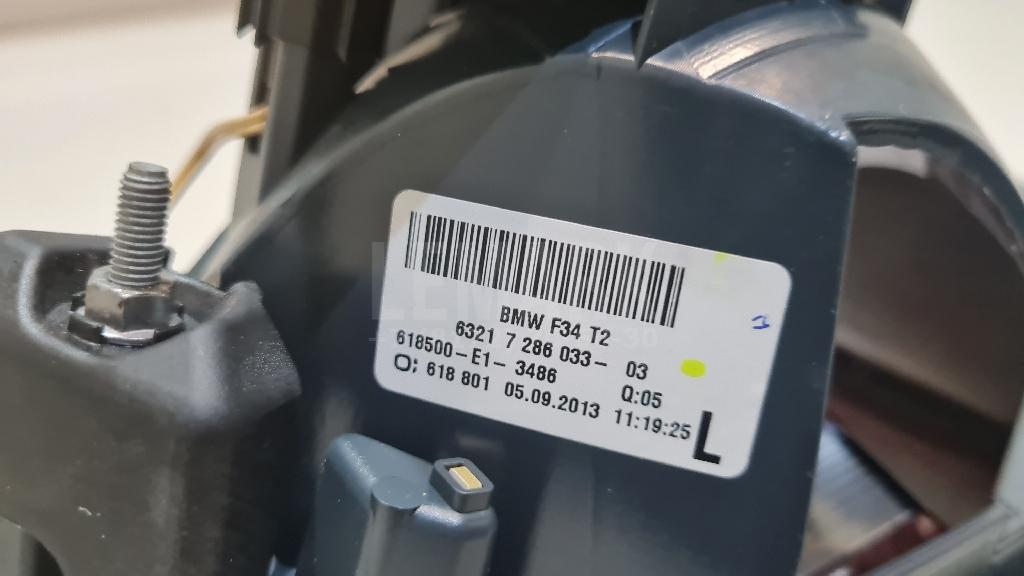 BMW F34 T2
6321 7 286 033- 03
618500-E1- 3486 Q:05
O; 618 801 05.09.2013 11:19:25 L